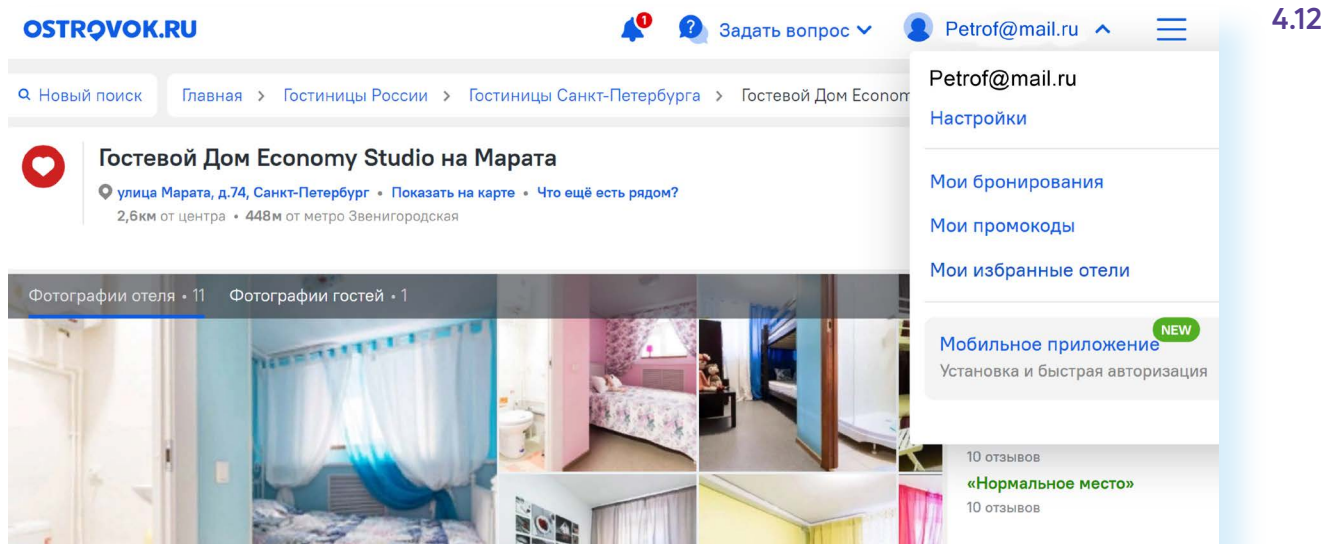 4.12
OSTROVOK.RU
1
? Задать вопрос
Petrof@mail.ru
Petrof@mail.ru
Настройки
Мои бронирования
Мои промокоды
Мои избранные отели
NEW
Мобильное приложение
Установка и быстрая авторизация
Новый поиск
Главная > Гостиницы России > Гостиницы Санкт-Петербурга > Гостевой Дом Econom
Гостевой Дом Economy Studio на Марата
улица Марата, д.74, Санкт-Петербург • Показать на карте • Что ещё есть рядом?
2,6км от центра • 448м от метро Звенигородская
Фотографии отеля • 11 Фотографии гостей • 1
10 отзывов
«Нормальное место»
10 отзывов